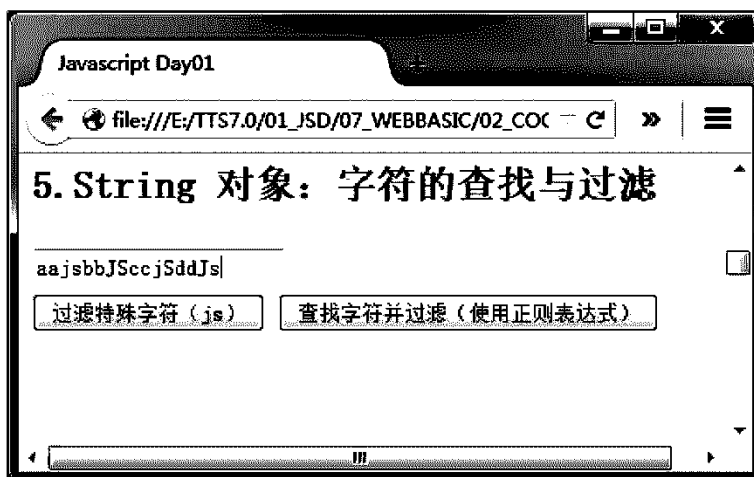 Javascript Day01
file:///E:/TTS7.0/01_JSD/07_WEBBASIC/02_COC
5.String 对象：字符的查找与过滤
aajsbbJSccjSddJs
过滤特殊字符（js） 查找字符并过滤（使用正则表达式）